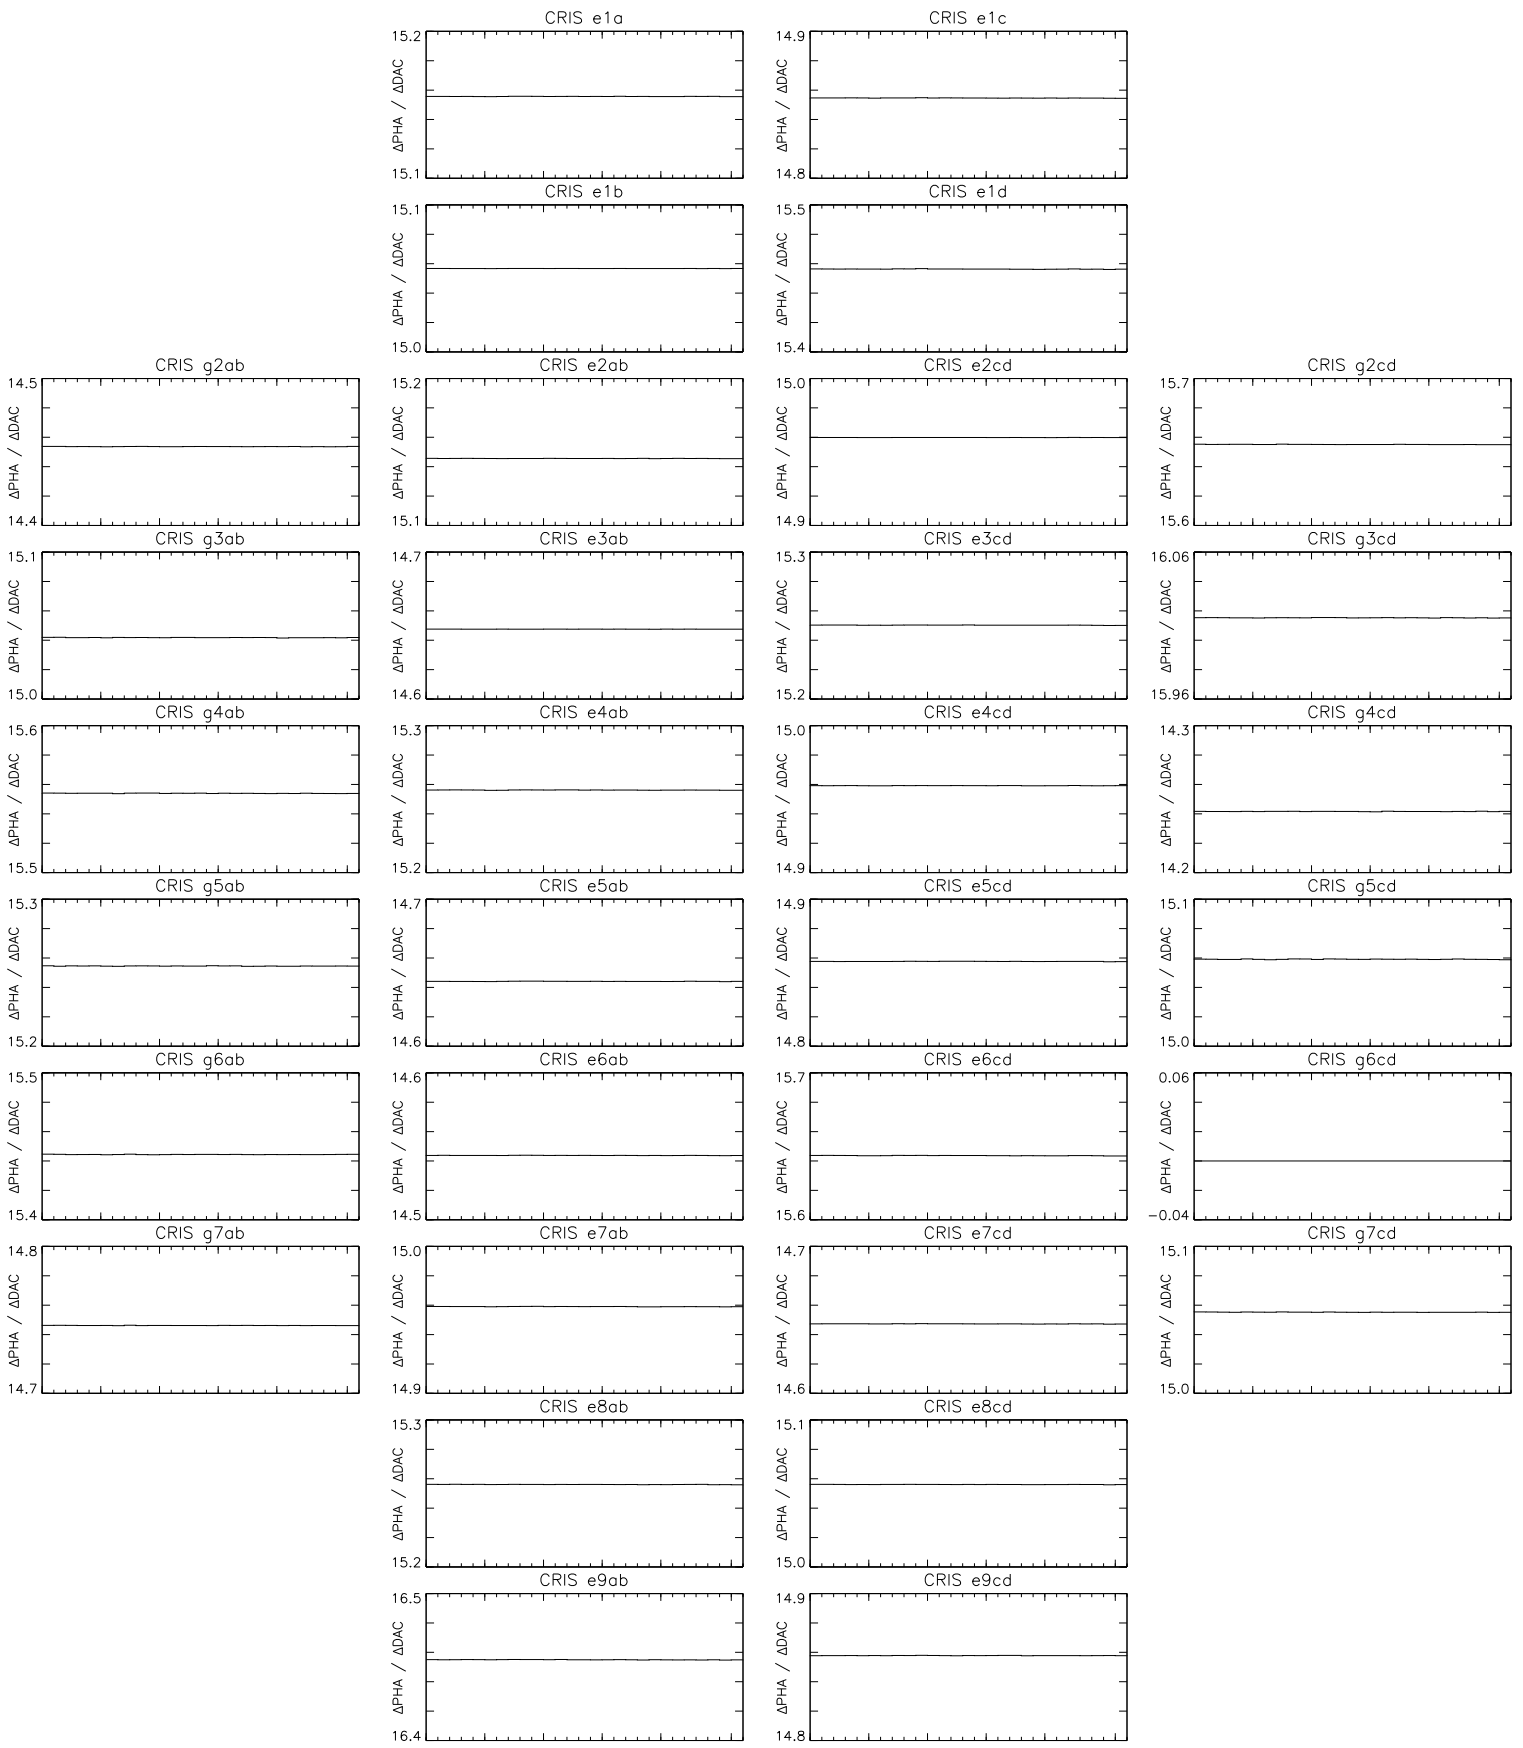 CRIS e1a
15.2
ΔPHA / ΔDAC
15.1
CRIS e1c
14.9
ΔPHA / ΔDAC
14.8
CRIS e1b
15.1
ΔPHA / ΔDAC
15.0
CRIS e1d
15.5
ΔPHA / ΔDAC
15.4
CRIS g2ab
14.5
ΔPHA / ΔDAC
14.4
CRIS e2ab
15.2
ΔPHA / ΔDAC
15.1
CRIS e2cd
15.0
ΔPHA / ΔDAC
14.9
CRIS g2cd
15.7
ΔPHA / ΔDAC
15.6
CRIS g3ab
15.1
ΔPHA / ΔDAC
15.0
CRIS e3ab
14.7
ΔPHA / ΔDAC
14.6
CRIS e3cd
15.3
ΔPHA / ΔDAC
15.2
CRIS g3cd
16.06
ΔPHA / ΔDAC
15.96
CRIS g4ab
15.6
ΔPHA / ΔDAC
15.5
CRIS e4ab
15.3
ΔPHA / ΔDAC
15.2
CRIS e4cd
15.0
ΔPHA / ΔDAC
14.9
CRIS g4cd
14.3
ΔPHA / ΔDAC
14.2
CRIS g5ab
15.3
ΔPHA / ΔDAC
15.2
CRIS e5ab
14.7
ΔPHA / ΔDAC
14.6
CRIS e5cd
14.9
ΔPHA / ΔDAC
14.8
CRIS g5cd
15.1
ΔPHA / ΔDAC
15.0
CRIS g6ab
15.5
ΔPHA / ΔDAC
15.4
CRIS e6ab
14.6
ΔPHA / ΔDAC
14.5
CRIS e6cd
15.7
ΔPHA / ΔDAC
15.6
CRIS g6cd
0.06
ΔPHA / ΔDAC
−0.04
CRIS g7ab
14.8
ΔPHA / ΔDAC
14.7
CRIS e7ab
15.0
ΔPHA / ΔDAC
14.9
CRIS e7cd
14.7
ΔPHA / ΔDAC
14.6
CRIS g7cd
15.1
ΔPHA / ΔDAC
15.0
CRIS e8ab
15.3
ΔPHA / ΔDAC
15.2
CRIS e8cd
15.1
ΔPHA / ΔDAC
15.0
CRIS e9ab
16.5
ΔPHA / ΔDAC
16.4
CRIS e9cd
14.9
ΔPHA / ΔDAC
14.8